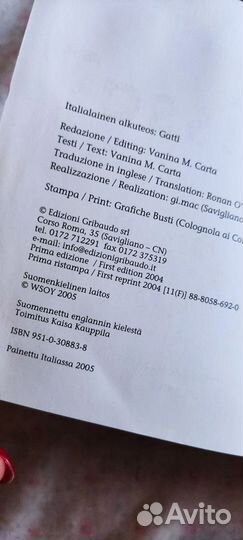 Italialainen alkuteos: Gatti
Redazione / Editing: Vanina M. Carta
Testi / Text: Vanina M. Carta
Traduzione in inglese / Translation: Ronan O'
Realizzazione / Realization: gi.mac (Savigliano
Stampa / Print: Grafiche Busti (Colognola ai Co
© Edizioni Gribaudo srl
Corso Roma, 35 (Savigliano – CN)
tel. 0172 712291 fax 0172 375319
e-mail: info@edizionigribaudo.it
Prima edizione / First edition 2004
Prima ristampa / First reprint 2004 [11(F)] 88-8058-692-0
Suomenkielinen laitos
© WSOY 2005
Suomennettu englannin kielestä
Toimitus Kaisa Kauppila
ISBN 951-0-30883-8
Painettu Italiassa 2005
Avito